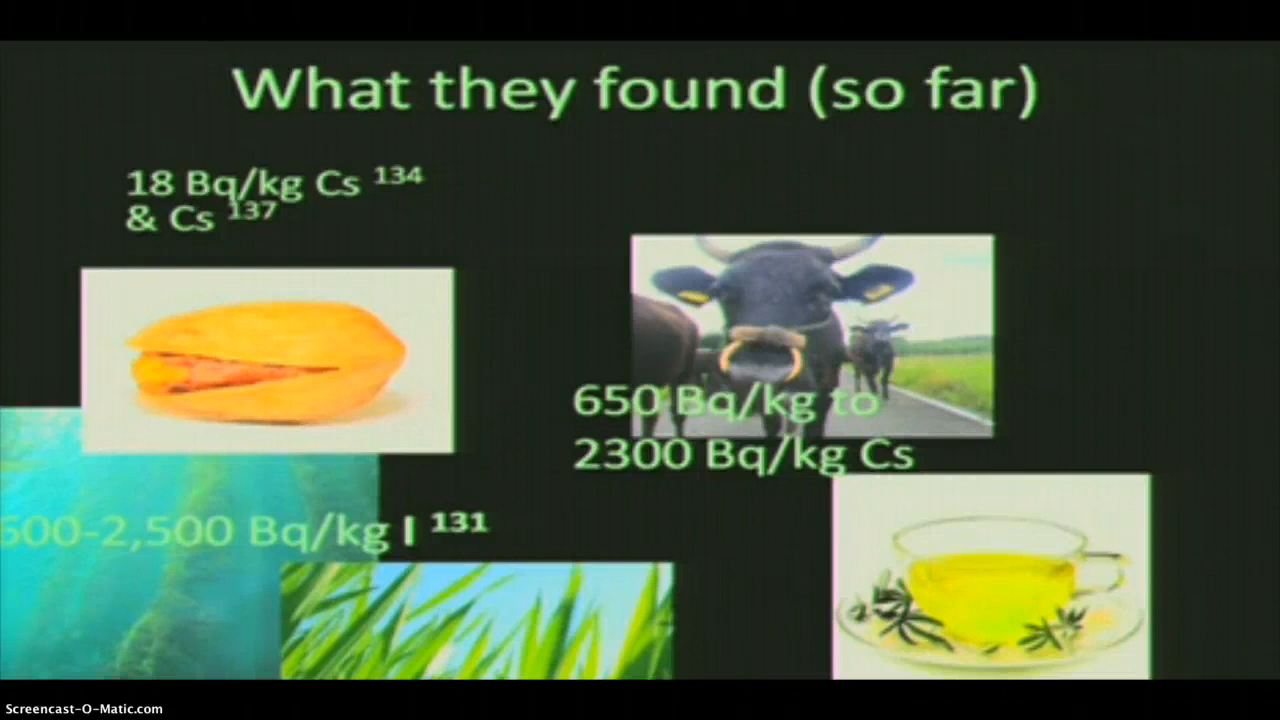 What they found (so far)
18 Bq/kg Cs 134
& Cs 137
650 Bq/kg to
2300 Bq/kg Cs
600-2,500 Bq/kg I 131
Screencast-O-Matic.com